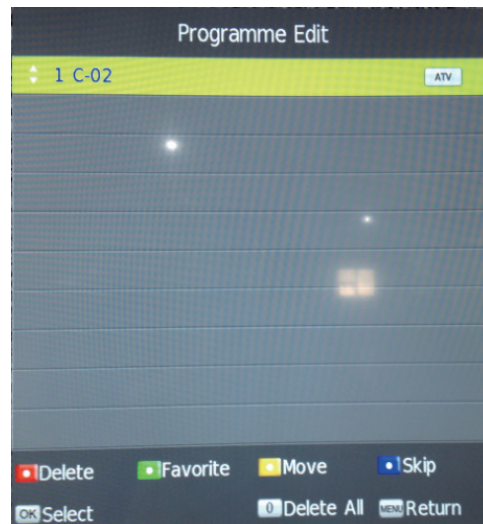 Programme Edit
1 C-02 ATV
Delete Favorite Move Skip
OK Select 0 Delete All MENU Return